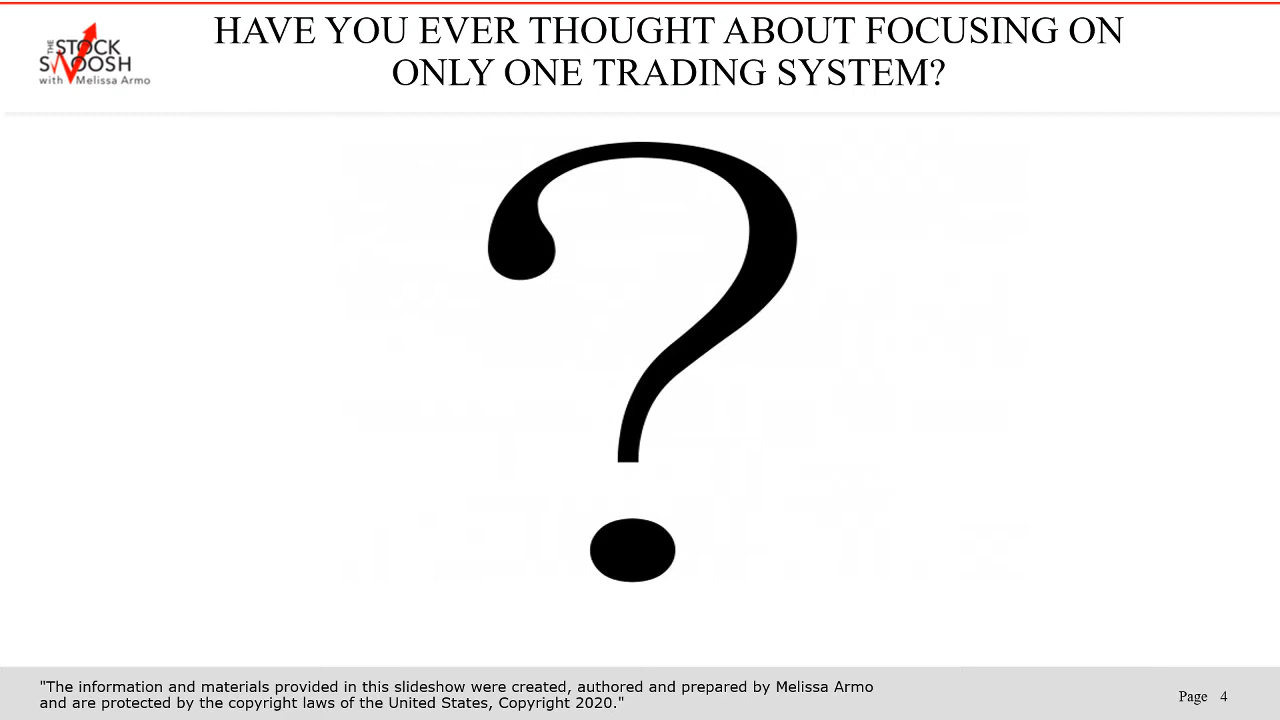 THE
STOCK
SWOOSH
with Melissa Armo
HAVE YOU EVER THOUGHT ABOUT FOCUSING ON
ONLY ONE TRADING SYSTEM?
?
"The information and materials provided in this slideshow were created, authored and prepared by Melissa Armo
and are protected by the copyright laws of the United States, Copyright 2020."
Page 4